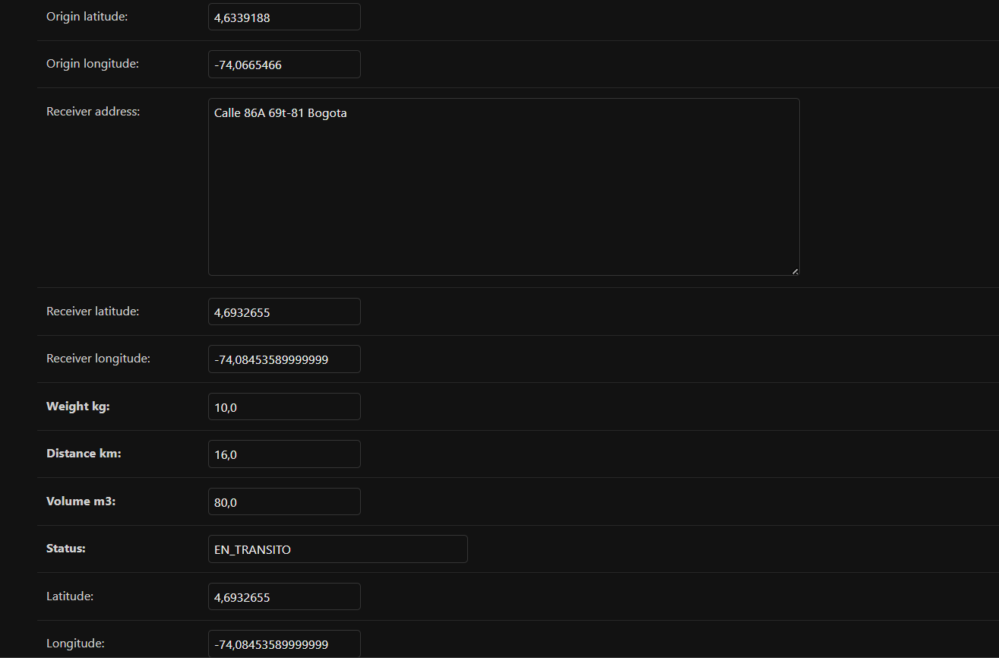 Origin latitude:
4,6339188
Origin longitude:
-74,0665466
Receiver address:
Calle 86A 69t-81 Bogota
Receiver latitude:
4,6932655
Receiver longitude:
-74,08453589999999
Weight kg:
10,0
Distance km:
16,0
Volume m3:
80,0
Status:
EN_TRANSITO
Latitude:
4,6932655
Longitude:
-74,08453589999999